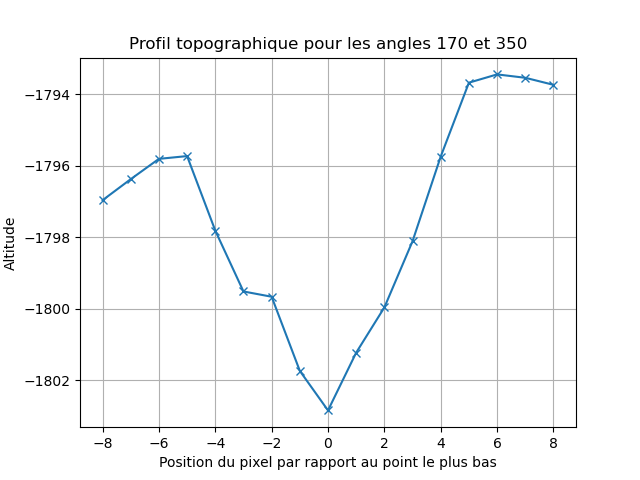 Profil topographique pour les angles 170 et 350
Altitude
−1794
−1796
−1798
−1800
−1802
−8 −6 −4 −2 0 2 4 6 8
Position du pixel par rapport au point le plus bas